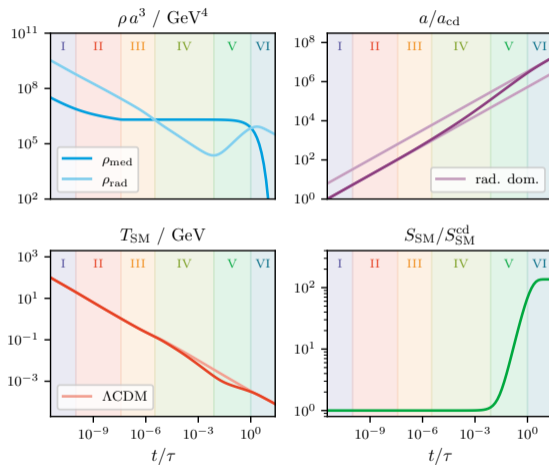 ρ a³ / GeV⁴
10¹¹
10⁸
10⁵
10²
I II III IV V VI
ρ_med
ρ_rad
a/a_cd
10⁸
10⁶
10⁴
10²
10⁰
I II III IV V VI
rad. dom.
T_SM / GeV
10³
10¹
10⁻¹
10⁻³
I II III IV V VI
ΛCDM
10⁻⁹ 10⁻⁶ 10⁻³ 10⁰
t/τ
S_SM/S_SM^cd
10²
10¹
10⁰
I II III IV V VI
10⁻⁹ 10⁻⁶ 10⁻³ 10⁰
t/τ